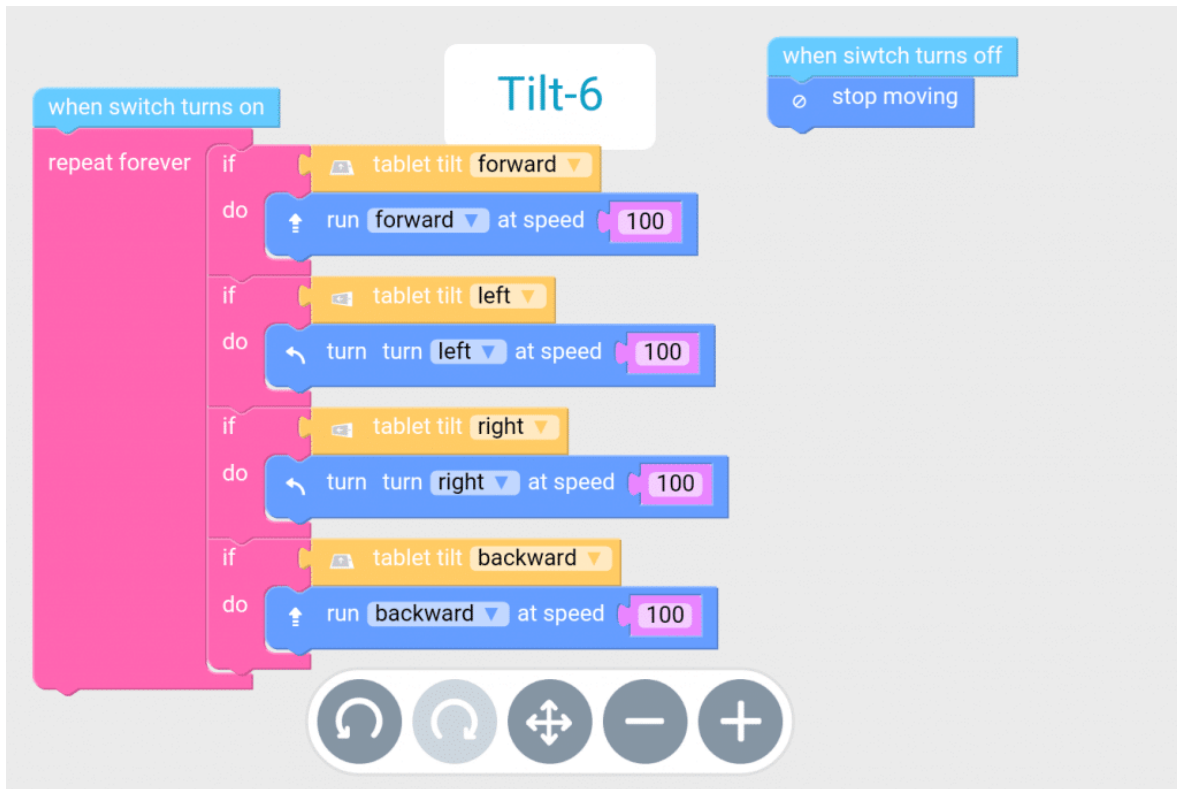 Tilt-6
when siwtch turns off
stop moving
when switch turns on
repeat forever
if tablet tilt forward
do run forward at speed 100
if tablet tilt left
do turn turn left at speed 100
if tablet tilt right
do turn turn right at speed 100
if tablet tilt backward
do run backward at speed 100